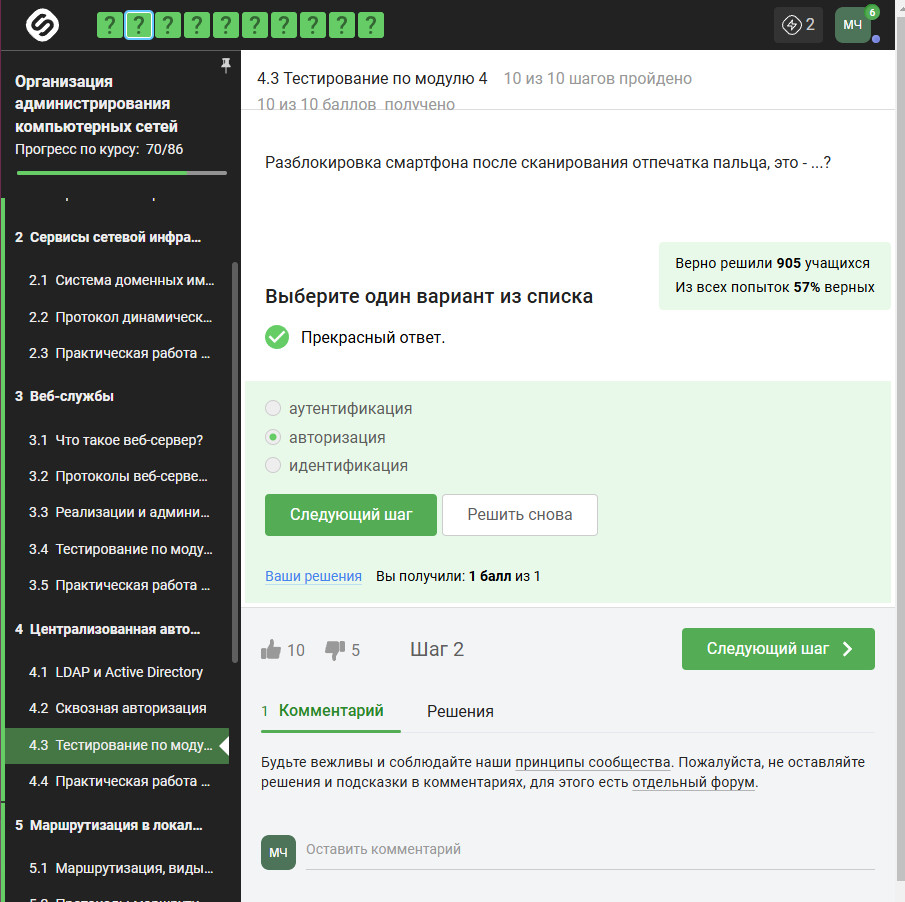 ? ? ? ? ? ? ? ? ? ?
2
МЧ
6
Организация
администрирования
компьютерных сетей
Прогресс по курсу: 70/86
2 Сервисы сетевой инфра...
2.1 Система доменных им...
2.2 Протокол динамическ...
2.3 Практическая работа ...
3 Веб-службы
3.1 Что такое веб-сервер?
3.2 Протоколы веб-серве...
3.3 Реализации и админи...
3.4 Тестирование по моду...
3.5 Практическая работа ...
4 Централизованная авто...
4.1 LDAP и Active Directory
4.2 Сквозная авторизация
4.3 Тестирование по моду...
4.4 Практическая работа ...
5 Маршрутизация в локал...
5.1 Маршрутизация, виды...
4.3 Тестирование по модулю 4 10 из 10 шагов пройдено
10 из 10 баллов получено
Разблокировка смартфона после сканирования отпечатка пальца, это - ...?
Верно решили 905 учащихся
Из всех попыток 57% верных
Выберите один вариант из списка
Прекрасный ответ.
аутентификация
авторизация
идентификация
Следующий шаг Решить снова
Ваши решения Вы получили: 1 балл из 1
10 5 Шаг 2 Следующий шаг
1 Комментарий Решения
Будьте вежливы и соблюдайте наши принципы сообщества. Пожалуйста, не оставляйте
решения и подсказки в комментариях, для этого есть отдельный форум.
МЧ Оставить комментарий